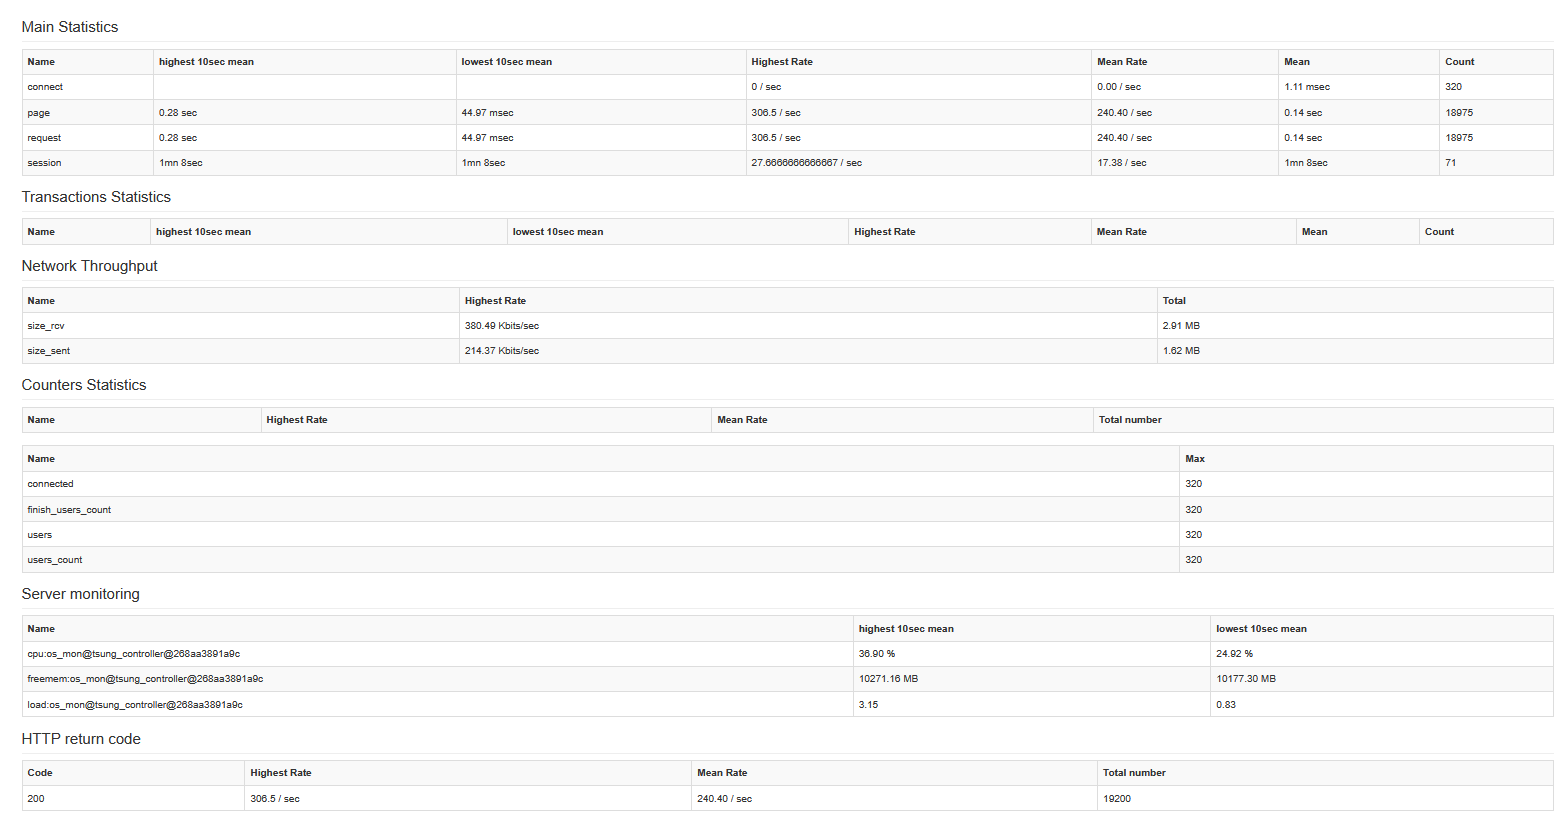 Main Statistics
Name highest 10sec mean lowest 10sec mean Highest Rate Mean Rate Mean Count
connect 0 / sec 0.00 / sec 1.11 msec 320
page 0.28 sec 44.97 msec 306.5 / sec 240.40 / sec 0.14 sec 18975
request 0.28 sec 44.97 msec 306.5 / sec 240.40 / sec 0.14 sec 18975
session 1mn 8sec 1mn 8sec 27.6666666666667 / sec 17.38 / sec 1mn 8sec 71
Transactions Statistics
Name highest 10sec mean lowest 10sec mean Highest Rate Mean Rate Mean Count
Network Throughput
Name Highest Rate Total
size_rcv 380.49 Kbits/sec 2.91 MB
size_sent 214.37 Kbits/sec 1.62 MB
Counters Statistics
Name Highest Rate Mean Rate Total number
Name Max
connected 320
finish_users_count 320
users 320
users_count 320
Server monitoring
Name highest 10sec mean lowest 10sec mean
cpu:os_mon@tsung_controller@268aa3891a9c 36.90 % 24.92 %
freemem:os_mon@tsung_controller@268aa3891a9c 10271.16 MB 10177.30 MB
load:os_mon@tsung_controller@268aa3891a9c 3.15 0.83
HTTP return code
Code Highest Rate Mean Rate Total number
200 306.5 / sec 240.40 / sec 19200